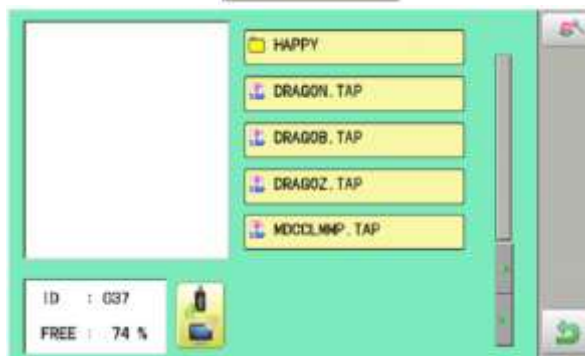 HAPPY
DRAGON.TAP
DRAGOB.TAP
DRAGOZ.TAP
MDCCLMMP.TAP
ID : 037
FREE : 74 %